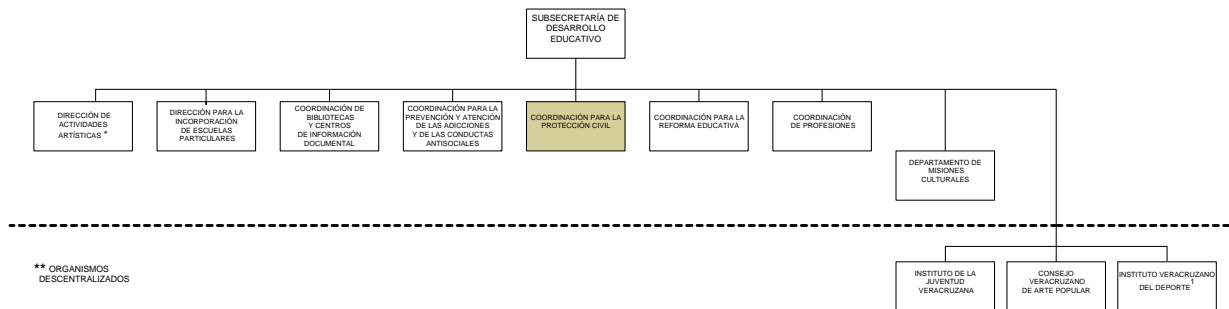 SUBSECRETARÍA DE
DESARROLLO
EDUCATIVO
DIRECCIÓN DE
ACTIVIDADES
ARTÍSTICAS *
DIRECCIÓN PARA LA
INCORPORACIÓN
DE ESCUELAS
PARTICULARES
COORDINACIÓN DE
BIBLIOTECAS
Y CENTROS
DE INFORMACIÓN
DOCUMENTAL
COORDINACIÓN PARA LA
PREVENCIÓN Y ATENCIÓN
DE LAS ADICCIONES
Y DE LAS CONDUCTAS
ANTISOCIALES
COORDINACIÓN PARA LA
PROTECCIÓN CIVIL
COORDINACIÓN PARA LA
REFORMA EDUCATIVA
COORDINACIÓN
DE PROFESIONES
DEPARTAMENTO DE
MISIONES
CULTURALES
** ORGANISMOS
DESCENTRALIZADOS
INSTITUTO DE LA
JUVENTUD
VERACRUZANA
CONSEJO
VERACRUZANO
DE ARTE POPULAR
INSTITUTO VERACRUZANO
DEL DEPORTE 1